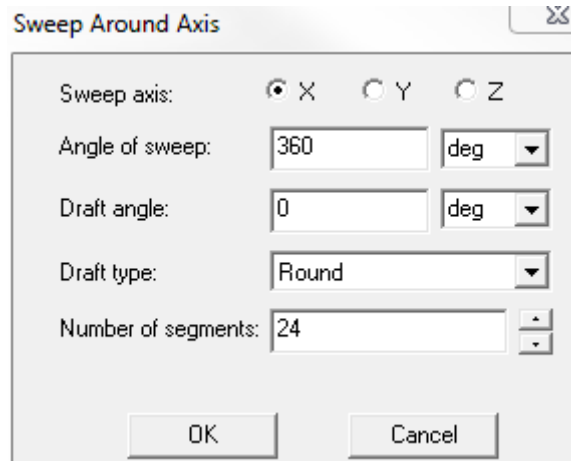 Sweep Around Axis
Sweep axis: X Y Z
Angle of sweep: 360 deg
Draft angle: 0 deg
Draft type: Round
Number of segments: 24
OK Cancel